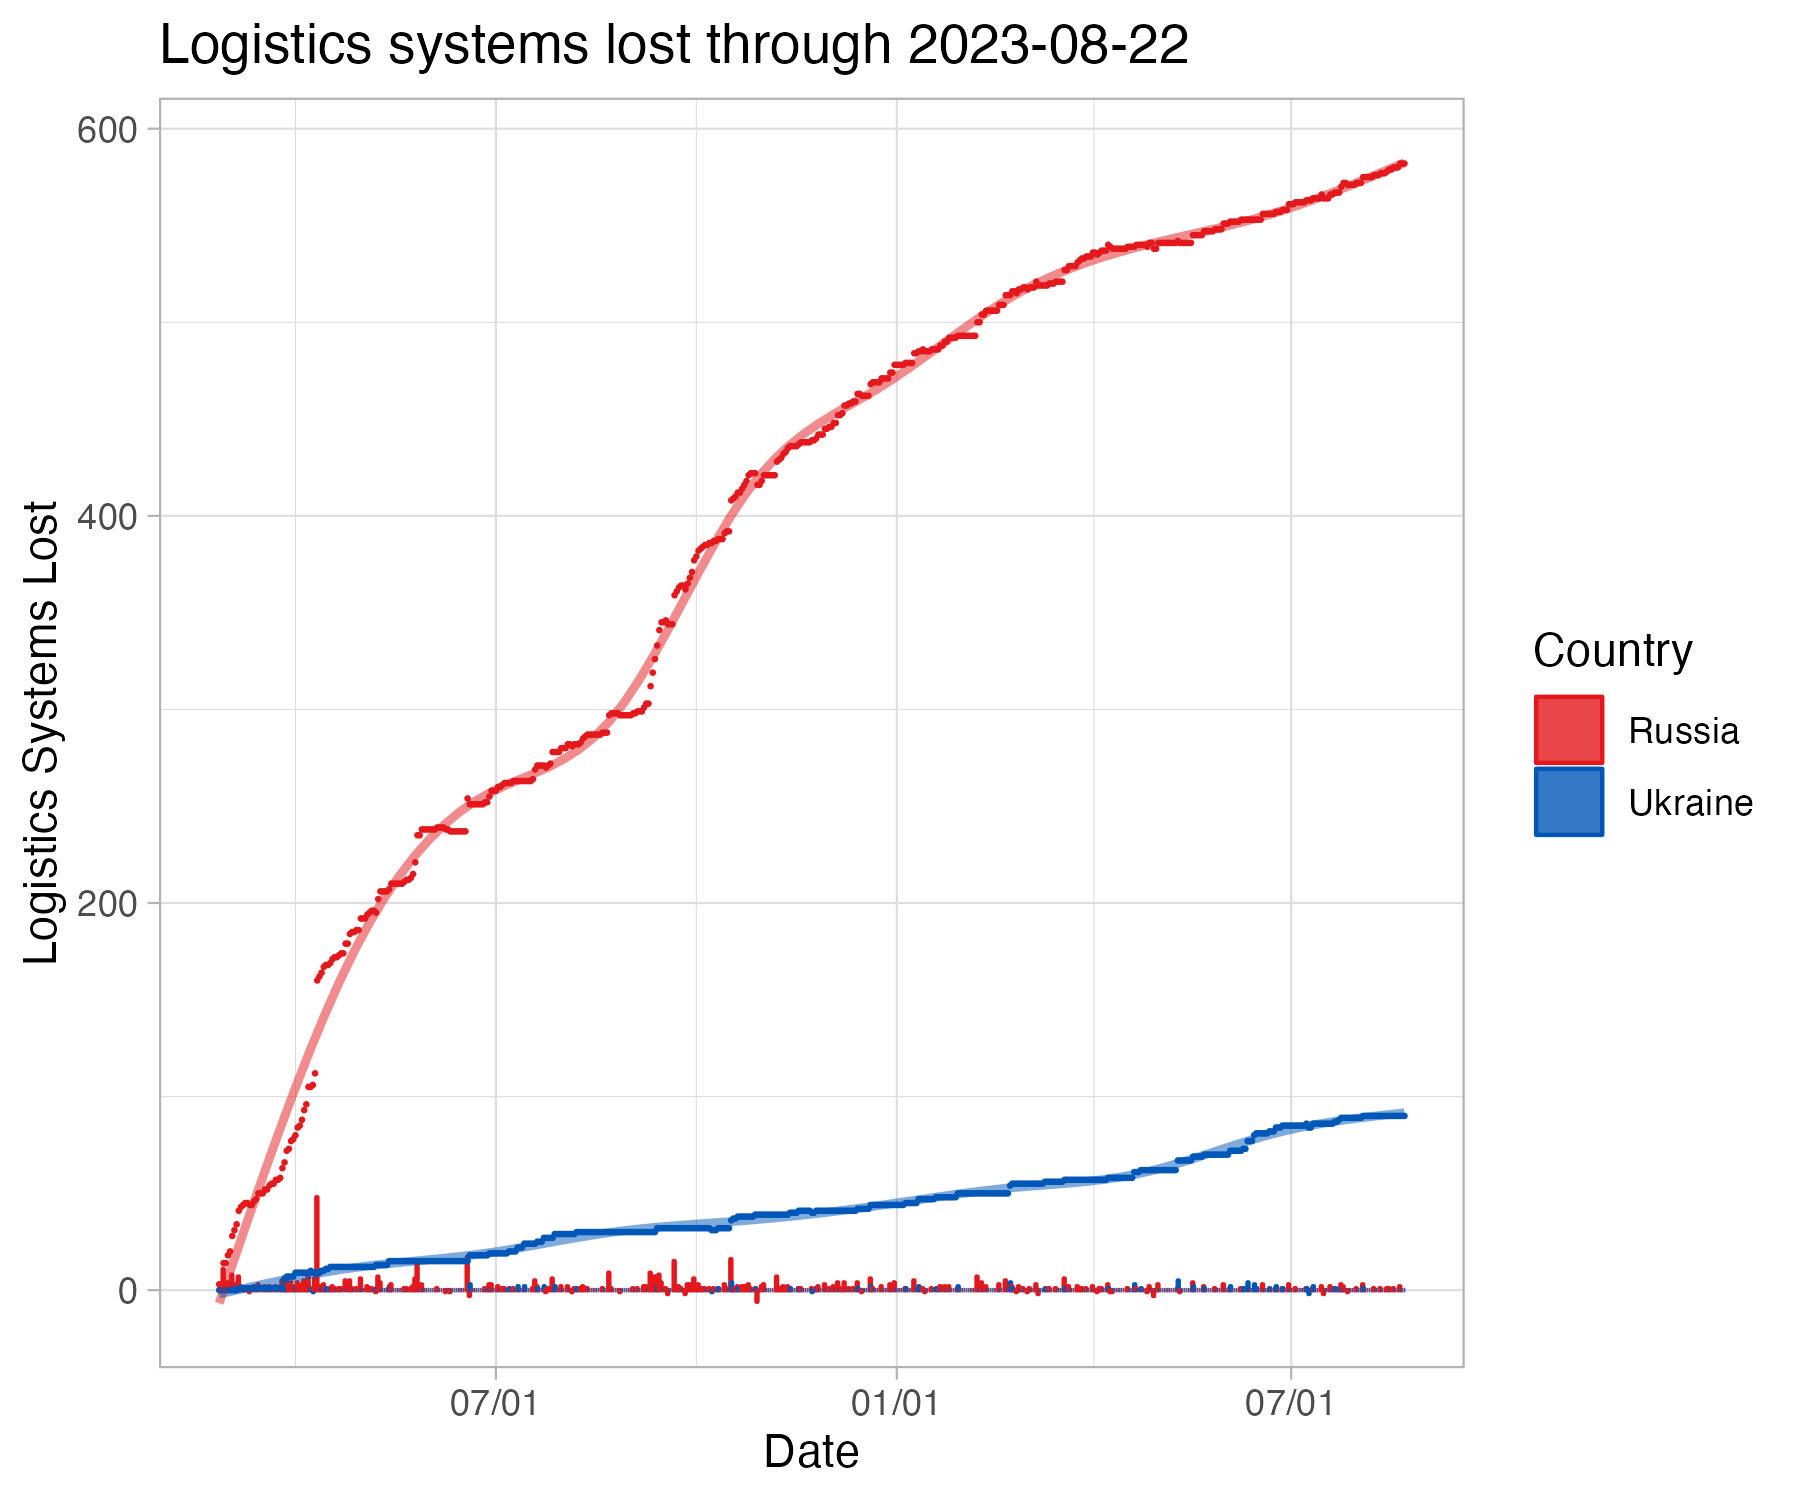 Logistics systems lost through 2023-08-22
Logistics Systems Lost
600
400
200
0
07/01
01/01
07/01
Date
Country
Russia
Ukraine